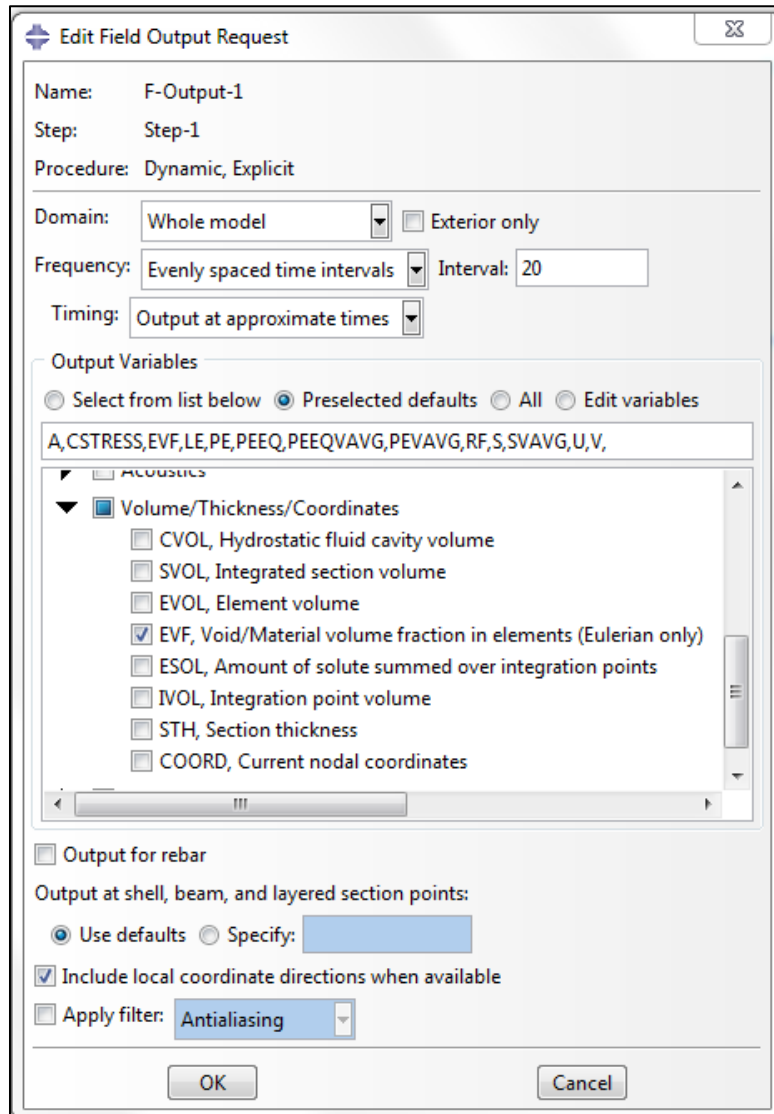 Edit Field Output Request
Name: F-Output-1
Step: Step-1
Procedure: Dynamic, Explicit
Domain: Whole model Exterior only
Frequency: Evenly spaced time intervals Interval: 20
Timing: Output at approximate times
Output Variables
Select from list below Preselected defaults All Edit variables
A,CSTRESS,EVF,LE,PE,PEEQ,PEEQVAVG,PEVAVG,RF,S,SVAVG,U,V,
Acoustics
Volume/Thickness/Coordinates
CVOL, Hydrostatic fluid cavity volume
SVOL, Integrated section volume
EVOL, Element volume
EVF, Void/Material volume fraction in elements (Eulerian only)
ESOL, Amount of solute summed over integration points
IVOL, Integration point volume
STH, Section thickness
COORD, Current nodal coordinates
Output for rebar
Output at shell, beam, and layered section points:
Use defaults Specify:
Include local coordinate directions when available
Apply filter: Antialiasing
OK Cancel